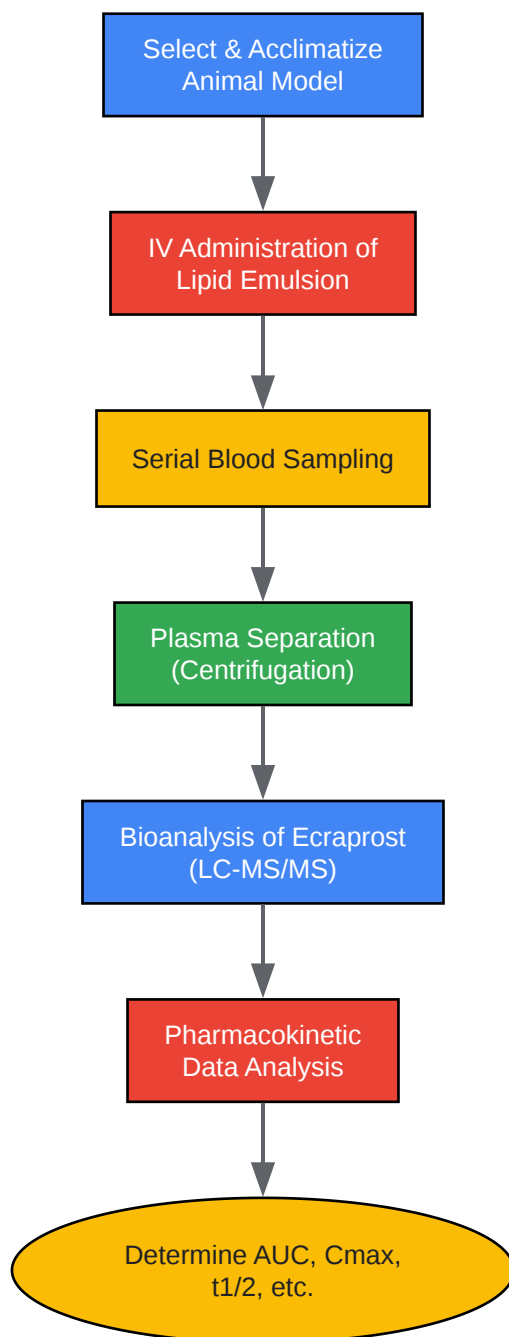 Select & Acclimatize
Animal Model
IV Administration of
Lipid Emulsion
Serial Blood Sampling
Plasma Separation
(Centrifugation)
Bioanalysis of Ecraprost
(LC-MS/MS)
Pharmacokinetic
Data Analysis
Determine AUC, Cmax,
t1/2, etc.